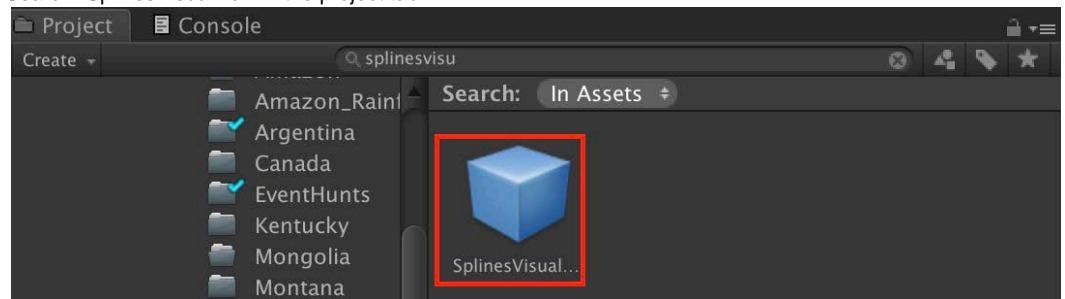 Project Console
Create splinesvisu
Amazon_Rainf
Search: In Assets
Argentina
Canada
EventHunts
Kentucky
Mongolia
SplinesVisual...
Montana